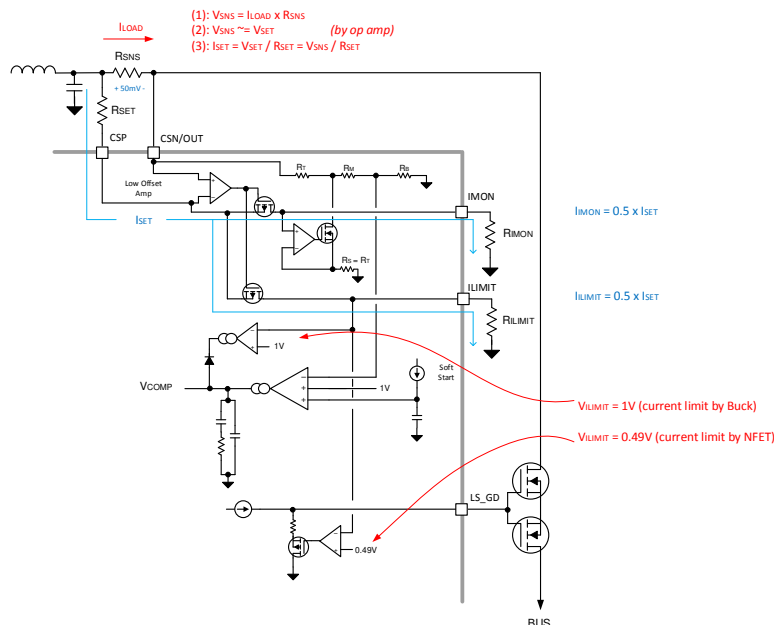 (1): VSNS = ILOAD x RSNS
(2): VSNS ~= VSET (by op amp)
(3): ISET = VSET / RSET = VSNS / RSET
ILOAD
RSNS
+ 50mV -
RSET
CSP
CSN/OUT
RT
RM
RB
Low Offset
Amp
+
−
IMON
ISET
RIMON
IMON = 0.5 x ISET
+
−
RS = RT
ILIMIT
RILIMIT
ILIMIT = 0.5 x ISET
−
+
1V
Soft
Start
VCOMP
−
+
+
1V
VILIMIT = 1V (current limit by Buck)
VILIMIT = 0.49V (current limit by NFET)
LS_GD
−
+
0.49V
BUS